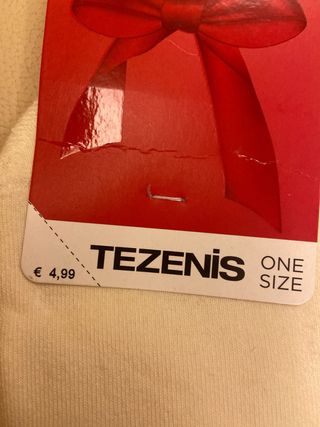 TEZENiS
ONE
SIZE
€ 4,99